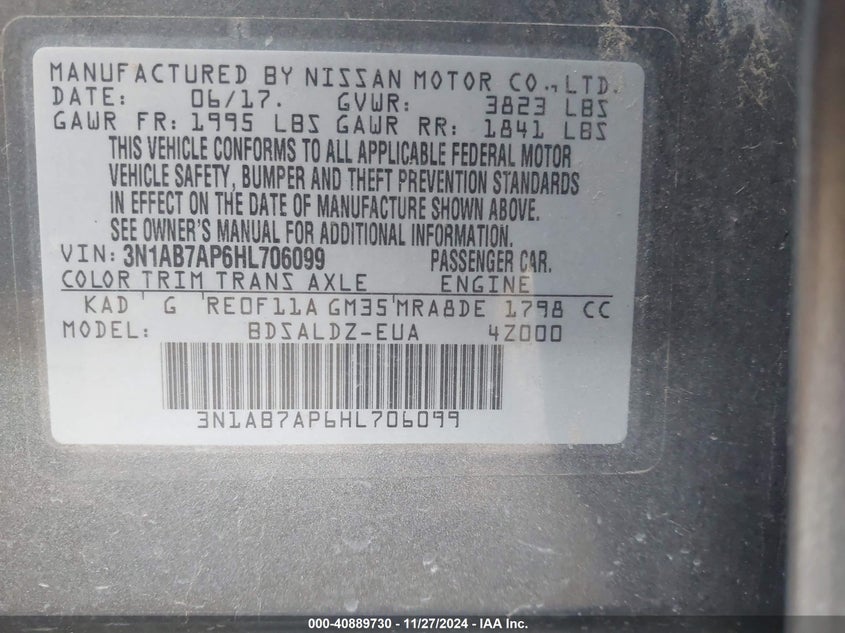 MANUFACTURED BY NISSAN MOTOR CO., LTD.
DATE: 06/17. GVWR: 3823 LBS
GAWR FR: 1995 LBS GAWR RR: 1841 LBS
THIS VEHICLE CONFORMS TO ALL APPLICABLE FEDERAL MOTOR
VEHICLE SAFETY, BUMPER AND THEFT PREVENTION STANDARDS
IN EFFECT ON THE DATE OF MANUFACTURE SHOWN ABOVE.
SEE OWNER'S MANUAL FOR ADDITIONAL INFORMATION.
VIN: 3N1AB7AP6HL706099 PASSENGER CAR.
COLOR TRIM TRANS AXLE ENGINE
KAD G RE0F11A GM35 MRA8DE 1798 CC
MODEL: BDSALDZ-EUA 4Z000
3N1AB7AP6HL706099
000-40889730 - 11/27/2024 - IAA Inc.